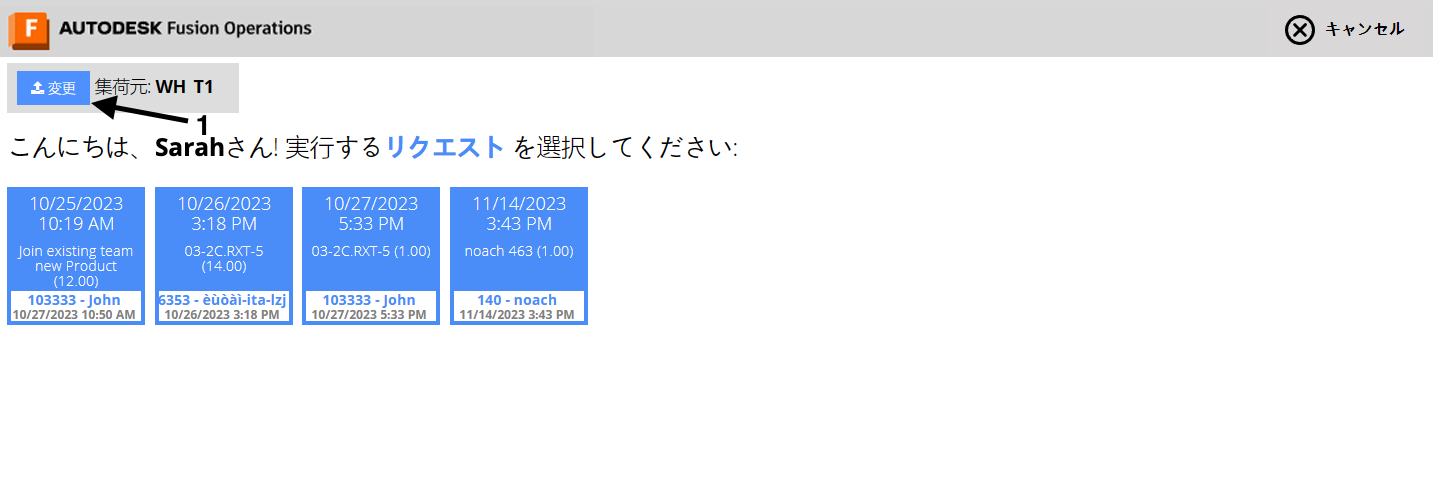 F AUTODESK Fusion Operations
キャンセル
変更 集荷元: WH T1
1
こんにちは、Sarahさん! 実行するリクエスト を選択してください:
10/25/2023
10:19 AM
Join existing team
new Product
(12.00)
103333 - John
10/27/2023 10:50 AM
10/26/2023
3:18 PM
03-2C.RXT-5
(14.00)
6353 - èùòàì-ita-lzj
10/26/2023 3:18 PM
10/27/2023
5:33 PM
03-2C.RXT-5 (1.00)
103333 - John
10/27/2023 5:33 PM
11/14/2023
3:43 PM
noach 463 (1.00)
140 - noach
11/14/2023 3:43 PM